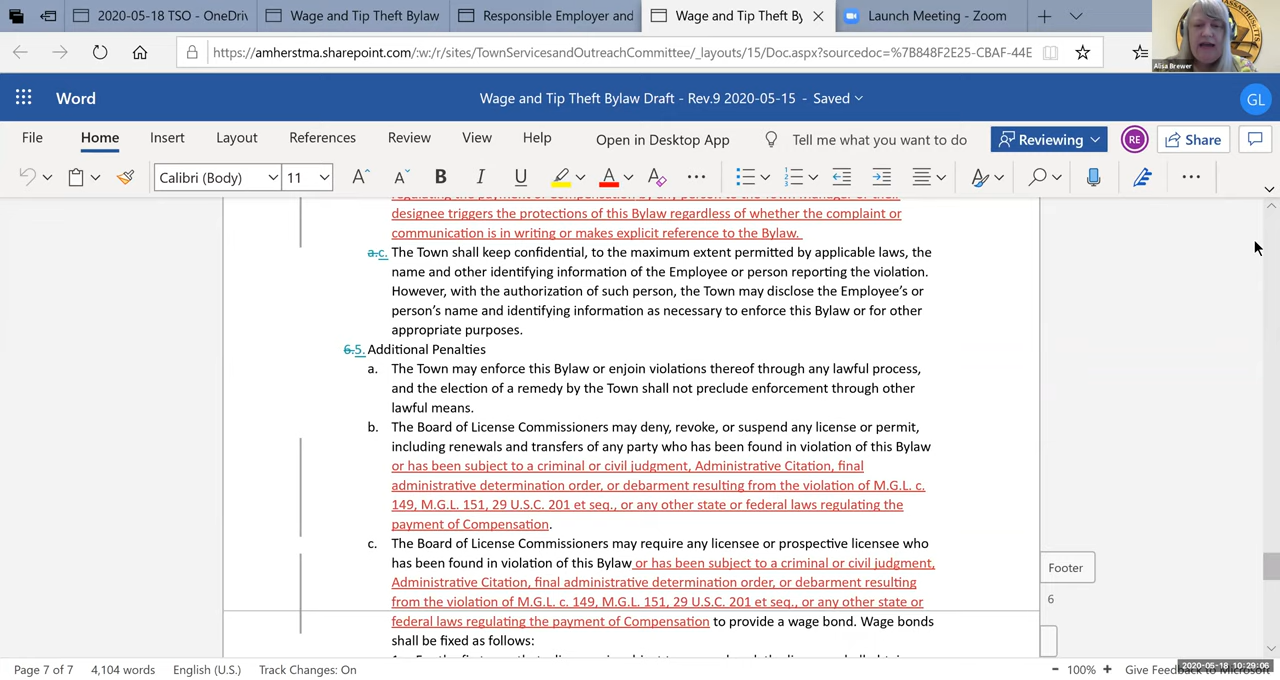 2020-05-18 TSO - OneDriv
Wage and Tip Theft Bylaw
Responsible Employer and
Wage and Tip Theft By
Launch Meeting - Zoom
https://amherstma.sharepoint.com/:w:/r/sites/TownServicesandOutreachCommittee/_layouts/15/Doc.aspx?sourcedoc=%7B848F2E25-CBAF-44E
Alisa Brewer
Word
Wage and Tip Theft Bylaw Draft - Rev.9 2020-05-15 - Saved
GL
File Home Insert Layout References Review View Help Open in Desktop App Tell me what you want to do Reviewing RE Share
Calibri (Body) 11 A A B I U A A
designee triggers the protections of this Bylaw regardless of whether the complaint or
communication is in writing or makes explicit reference to the Bylaw.
a.c. The Town shall keep confidential, to the maximum extent permitted by applicable laws, the
name and other identifying information of the Employee or person reporting the violation.
However, with the authorization of such person, the Town may disclose the Employee's or
person's name and identifying information as necessary to enforce this Bylaw or for other
appropriate purposes.
6.5. Additional Penalties
a. The Town may enforce this Bylaw or enjoin violations thereof through any lawful process,
and the election of a remedy by the Town shall not preclude enforcement through other
lawful means.
b. The Board of License Commissioners may deny, revoke, or suspend any license or permit,
including renewals and transfers of any party who has been found in violation of this Bylaw
or has been subject to a criminal or civil judgment, Administrative Citation, final
administrative determination order, or debarment resulting from the violation of M.G.L. c.
149, M.G.L. 151, 29 U.S.C. 201 et seq., or any other state or federal laws regulating the
payment of Compensation.
c. The Board of License Commissioners may require any licensee or prospective licensee who
has been found in violation of this Bylaw or has been subject to a criminal or civil judgment,
Administrative Citation, final administrative determination order, or debarment resulting
from the violation of M.G.L. c. 149, M.G.L. 151, 29 U.S.C. 201 et seq., or any other state or
federal laws regulating the payment of Compensation to provide a wage bond. Wage bonds
shall be fixed as follows:
Footer
6
Page 7 of 7 4,104 words English (U.S.) Track Changes: On - 100% + Give Feedback to Microsoft
2020-05-18 10:29:06